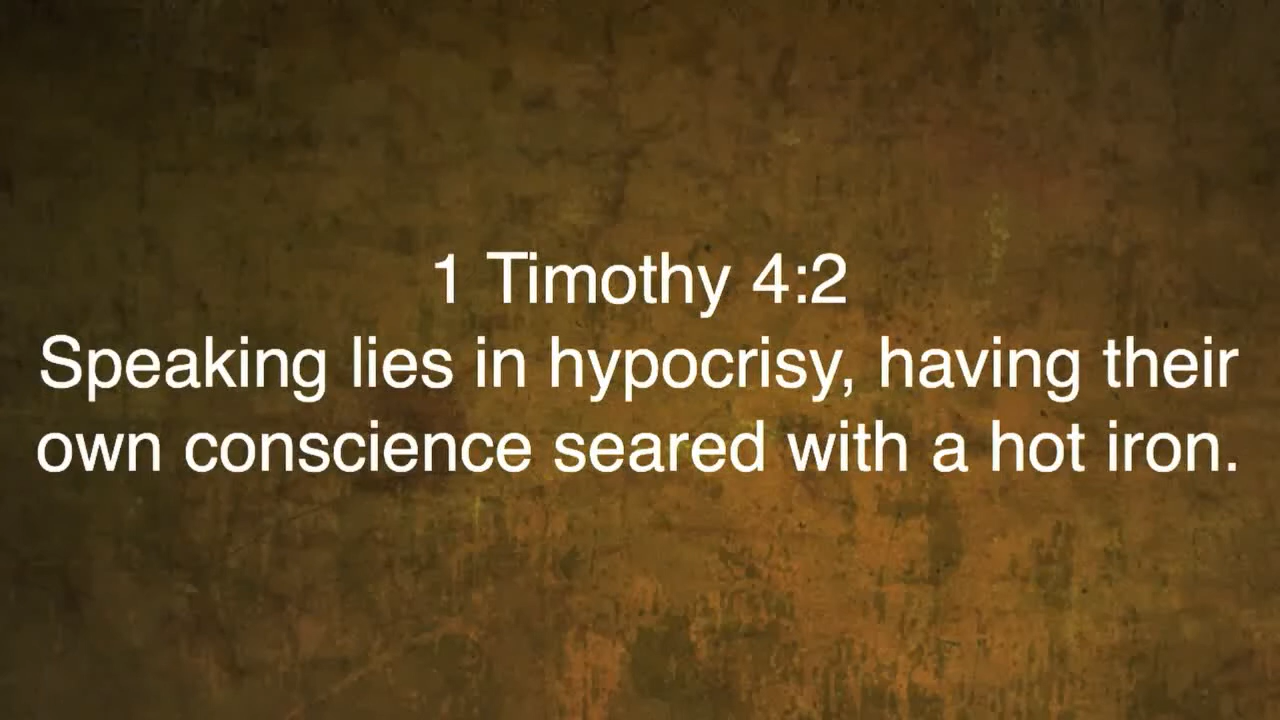 1 Timothy 4:2
Speaking lies in hypocrisy, having their
own conscience seared with a hot iron.